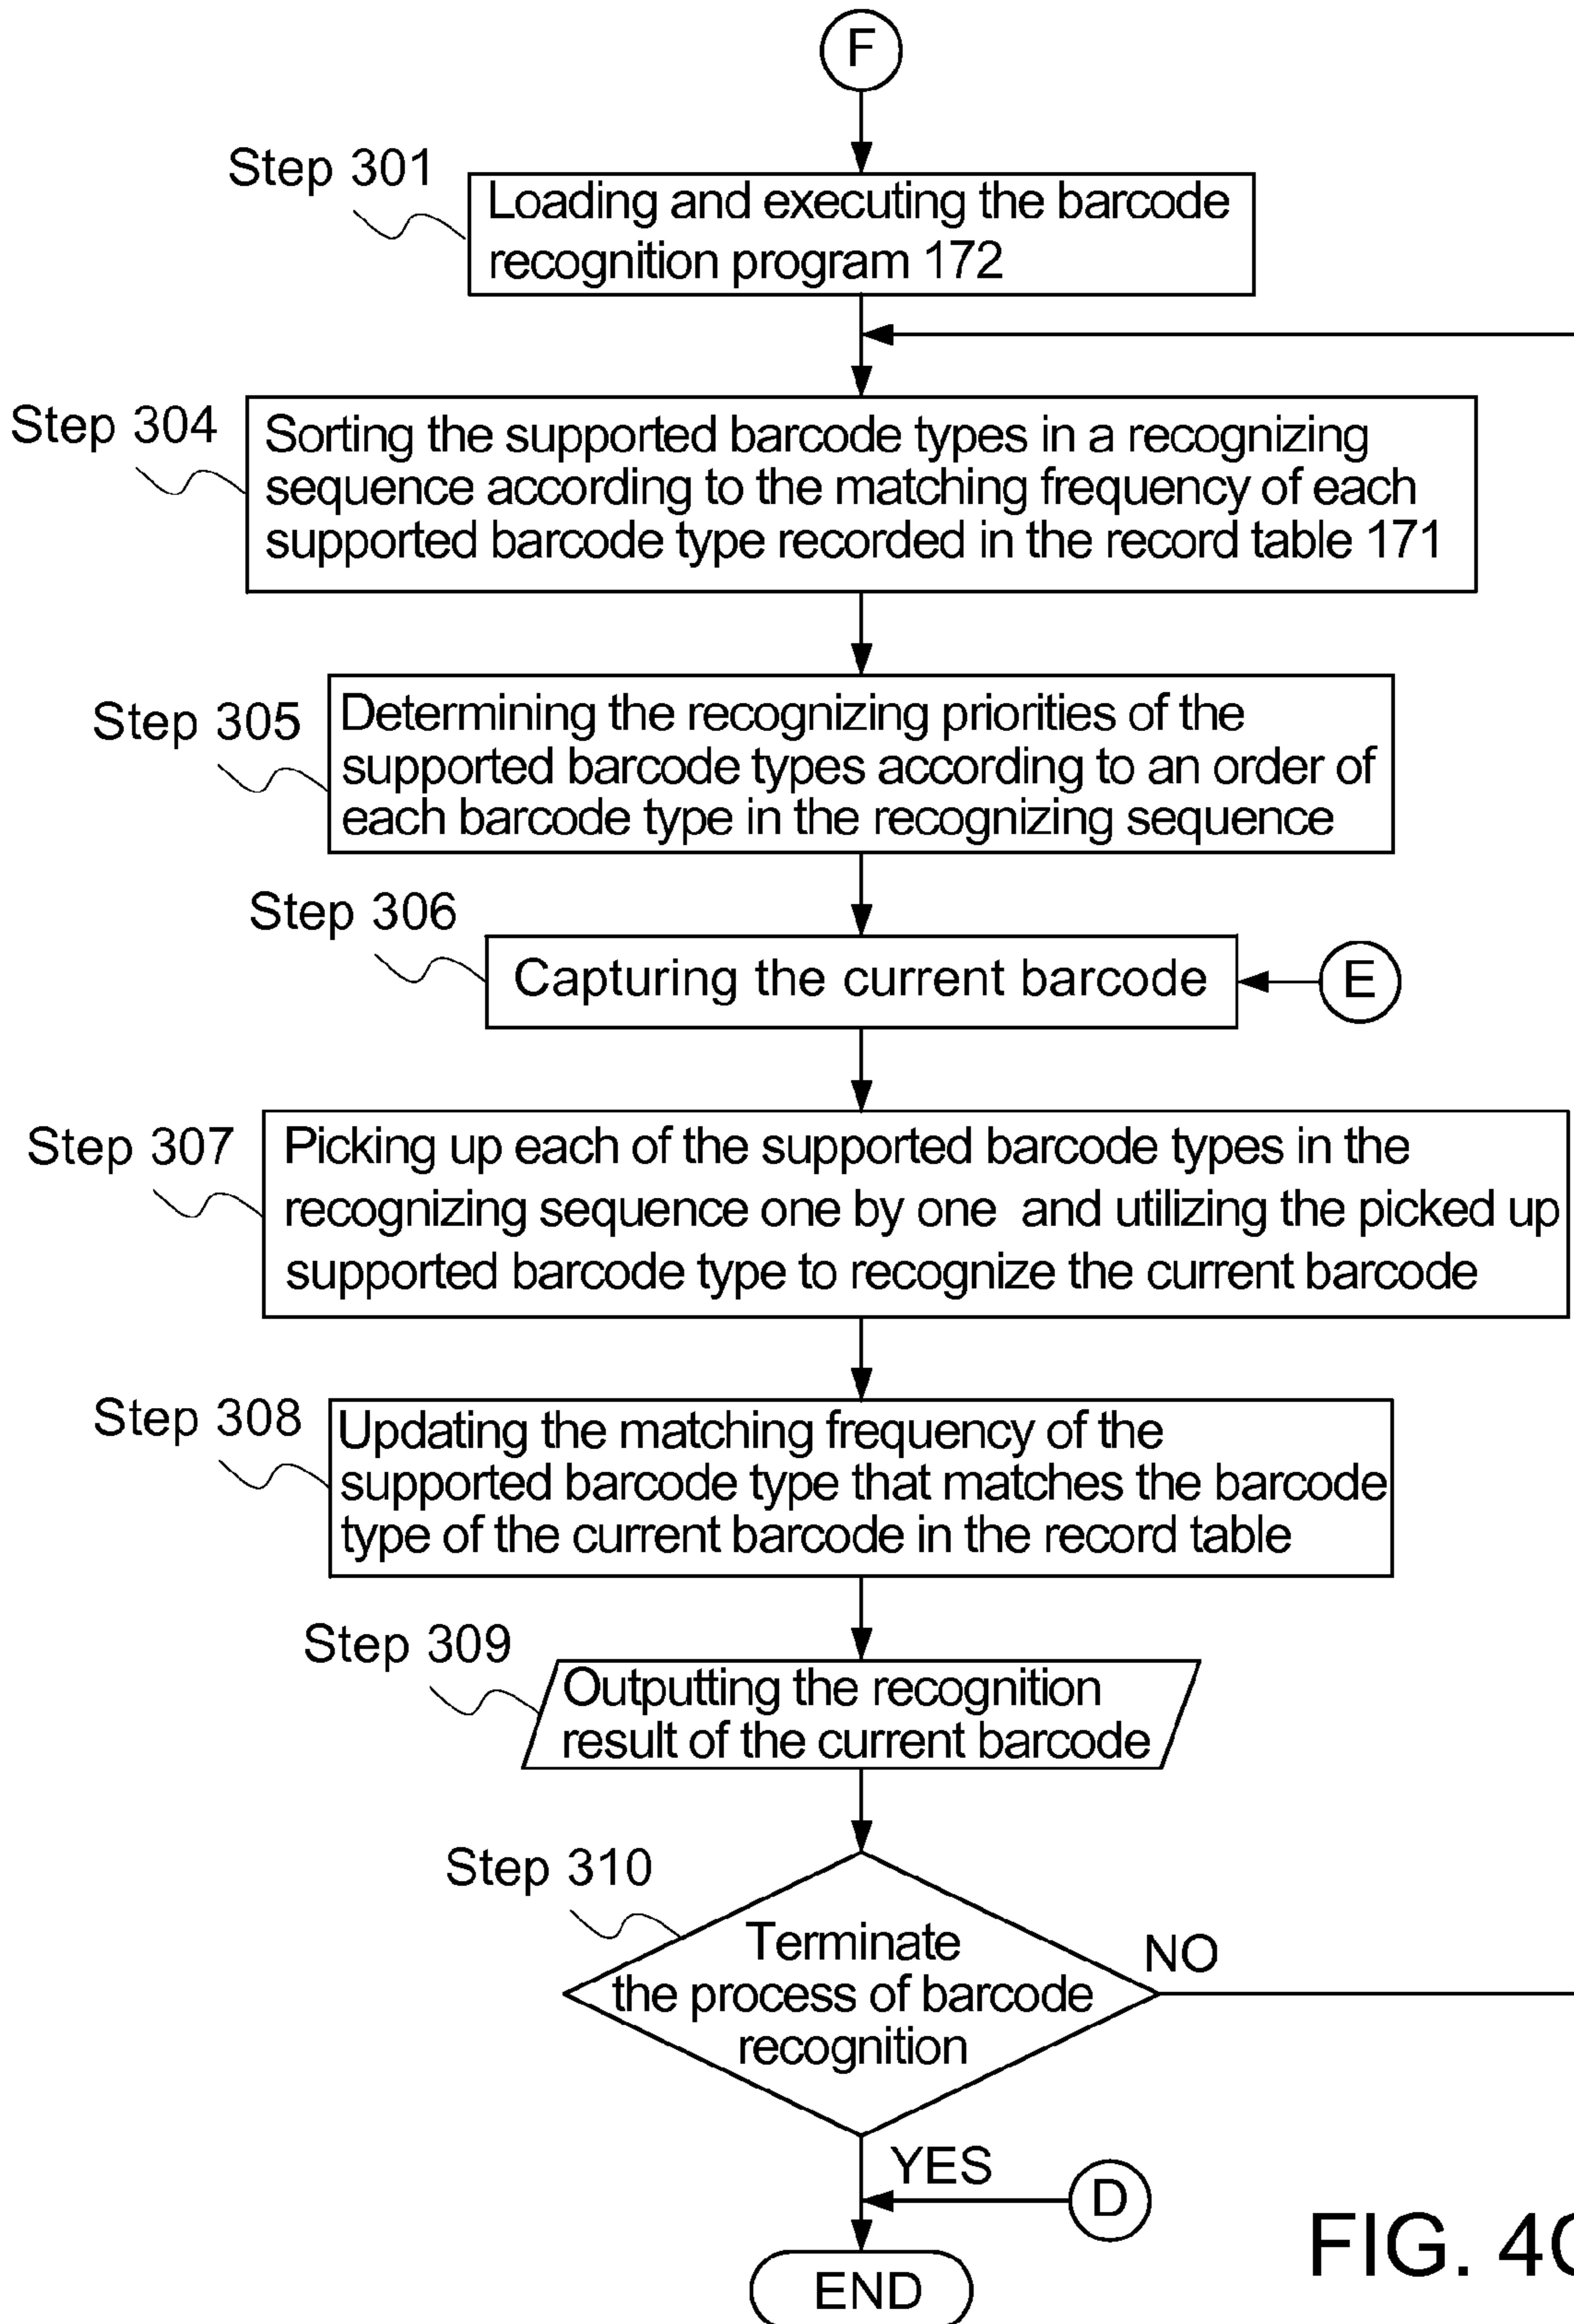 F
Step 301
Loading and executing the barcode
recognition program 172
Step 304
Sorting the supported barcode types in a recognizing
sequence according to the matching frequency of each
supported barcode type recorded in the record table 171
Step 305
Determining the recognizing priorities of the
supported barcode types according to an order of
each barcode type in the recognizing sequence
Step 306
Capturing the current barcode
E
Step 307
Picking up each of the supported barcode types in the
recognizing sequence one by one and utilizing the picked up
supported barcode type to recognize the current barcode
Step 308
Updating the matching frequency of the
supported barcode type that matches the barcode
type of the current barcode in the record table
Step 309
Outputting the recognition
result of the current barcode
Step 310
Terminate
the process of barcode
recognition
NO
YES
D
END
FIG. 4C